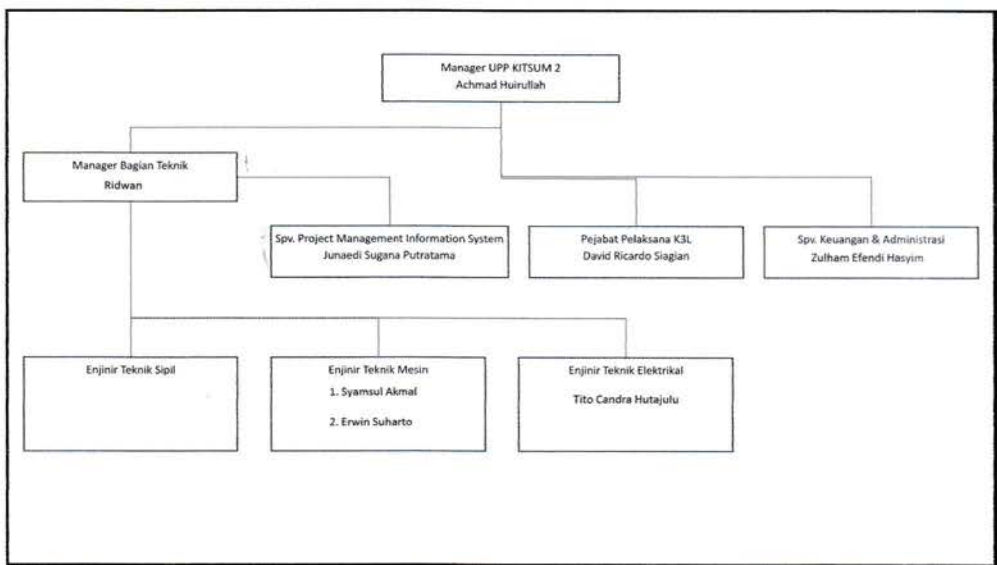 Manager UPP KITSUM 2
Achmad Huirullah
Manager Bagian Teknik
Ridwan
Spv. Project Management Information System
Junaedi Sugana Putratama
Pejabat Pelaksana K3L
David Ricardo Siagian
Spv. Keuangan & Administrasi
Zulham Efendi Hasyim
Enjinir Teknik Sipil
Enjinir Teknik Mesin
1. Syamsul Akmal
2. Erwin Suharto
Enjinir Teknik Elektrikal
Tito Candra Hutajulu